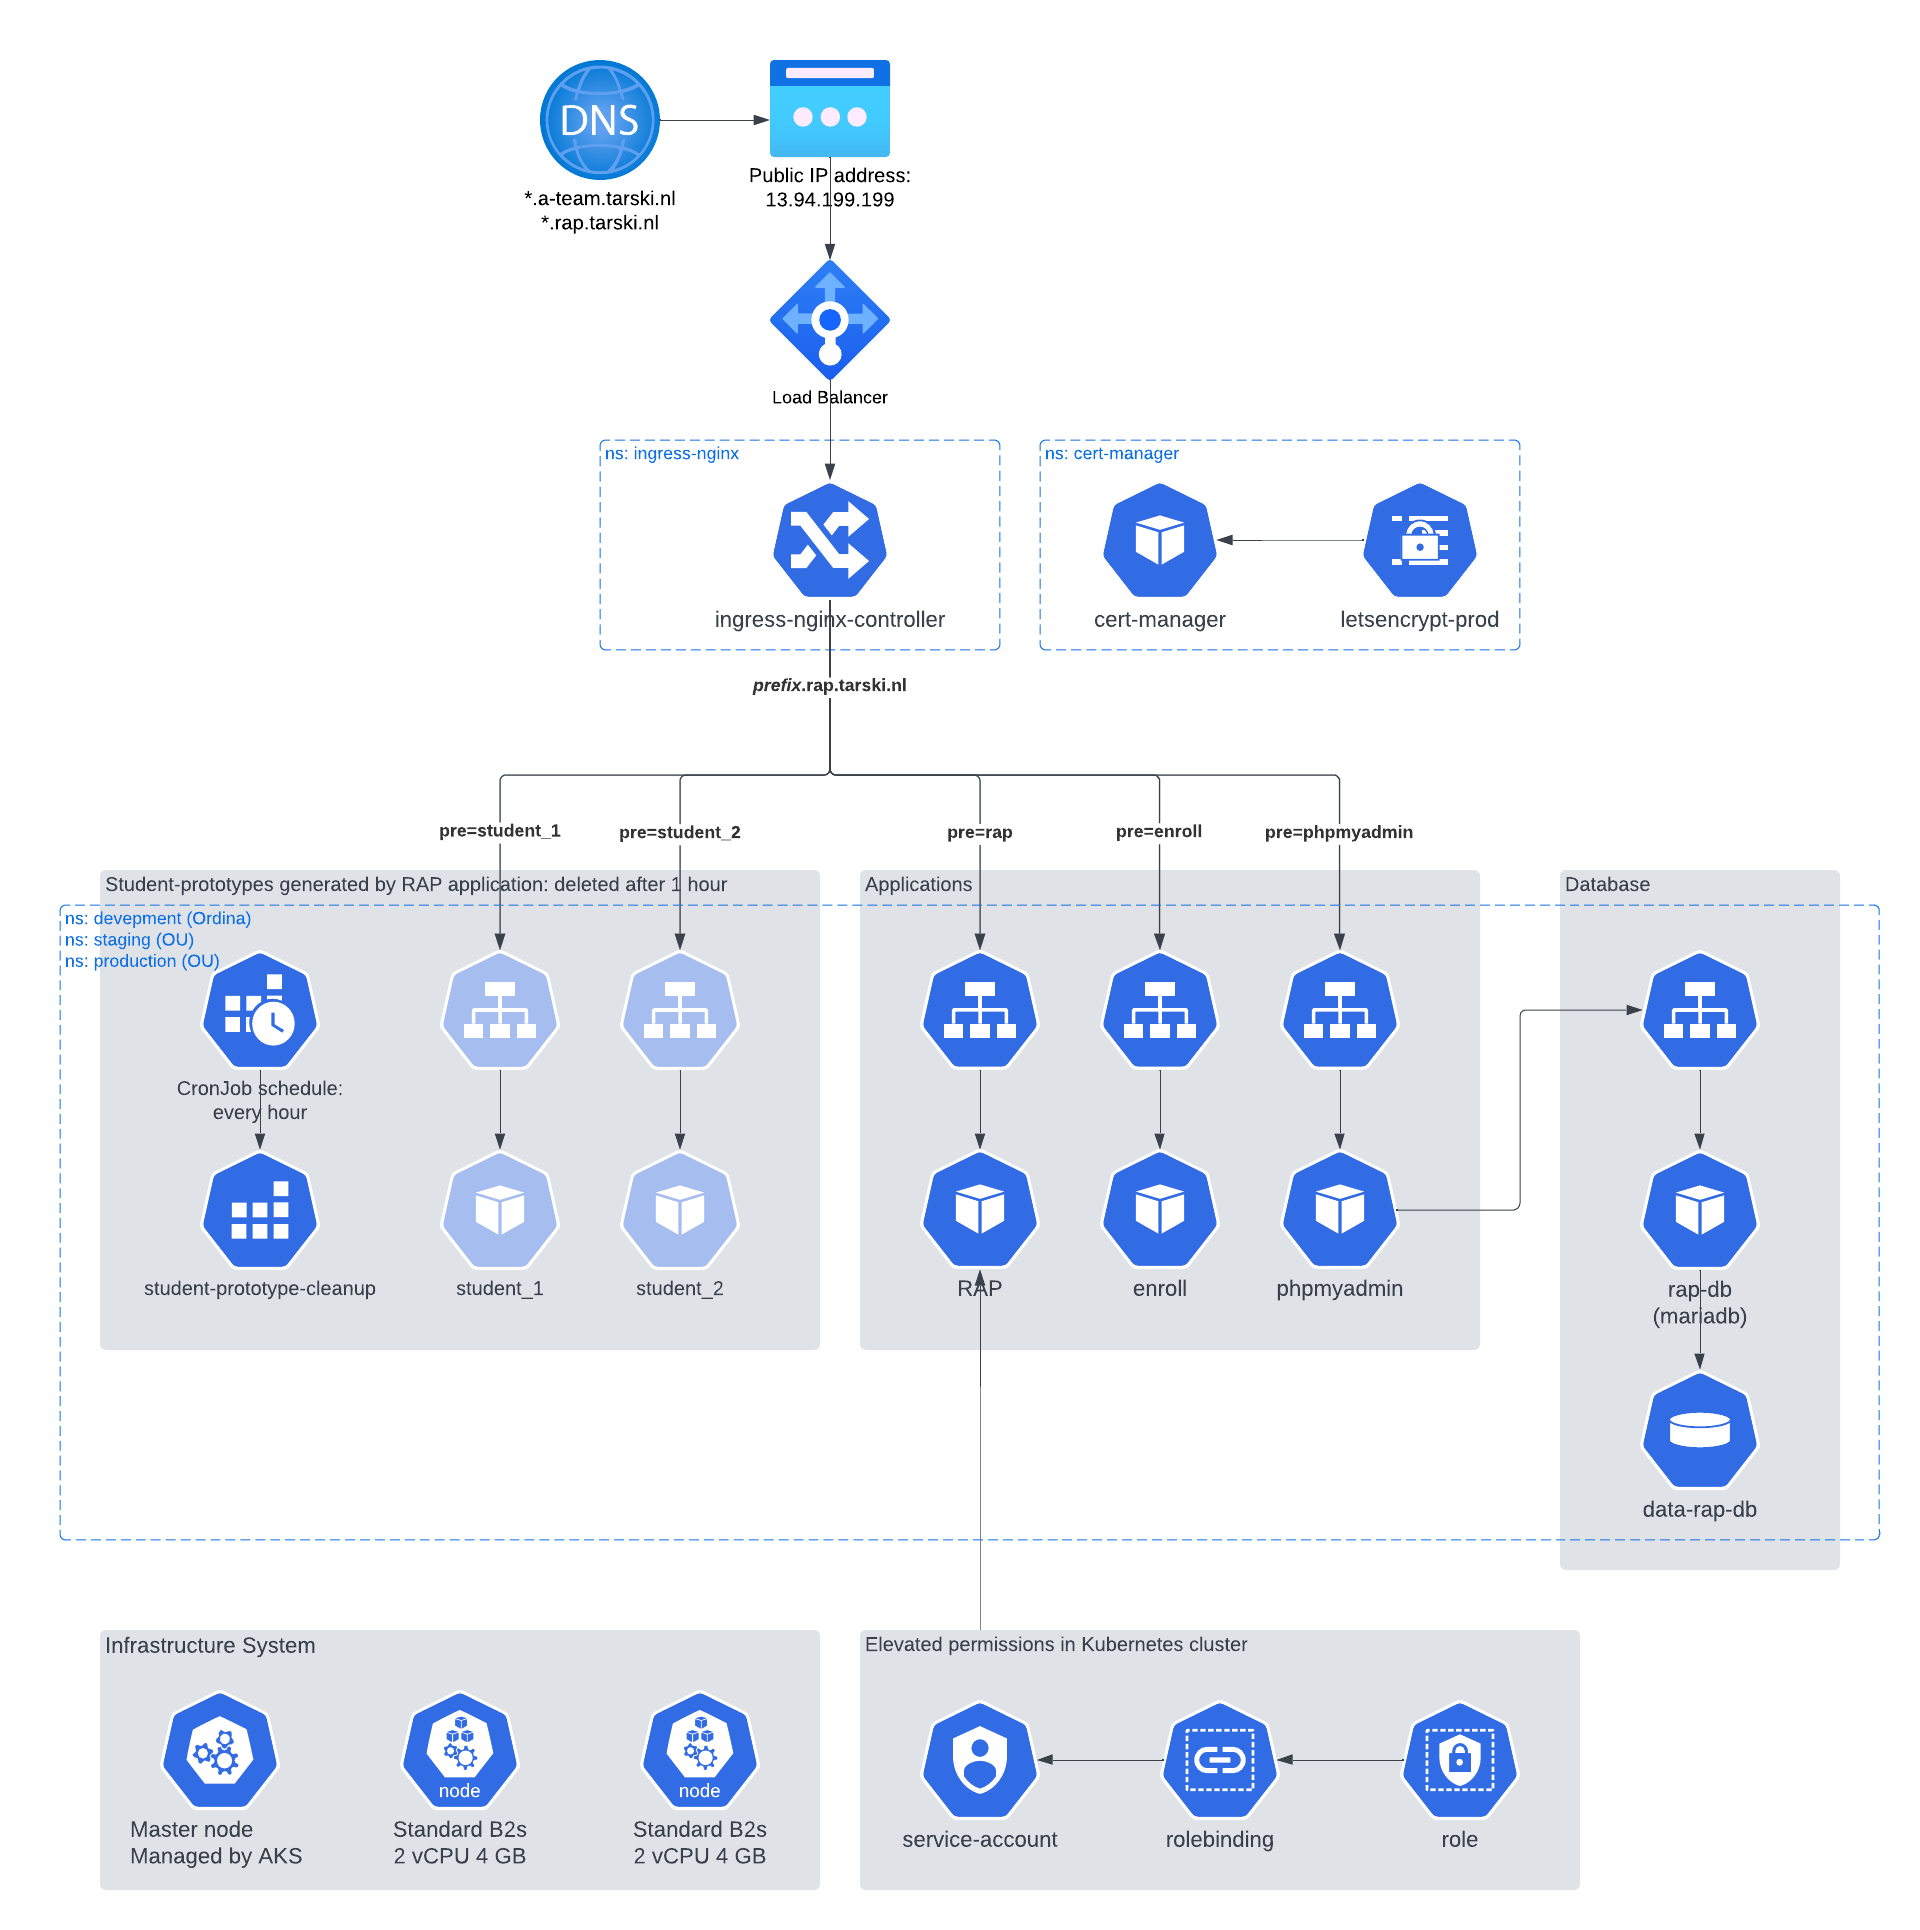 DNS
*.a-team.tarski.nl
*.rap.tarski.nl
Public IP address:
13.94.199.199
Load Balancer
ns: ingress-nginx
ingress-nginx-controller
ns: cert-manager
cert-manager
letsencrypt-prod
prefix.rap.tarski.nl
pre=student_1
pre=student_2
pre=rap
pre=enroll
pre=phpmyadmin
Student-prototypes generated by RAP application: deleted after 1 hour
Applications
Database
ns: devepment (Ordina)
ns: staging (OU)
ns: production (OU)
CronJob schedule:
every hour
student-prototype-cleanup
student_1
student_2
RAP
enroll
phpmyadmin
rap-db
(mariadb)
data-rap-db
Infrastructure System
Master node
Managed by AKS
node
Standard B2s
2 vCPU 4 GB
node
Standard B2s
2 vCPU 4 GB
Elevated permissions in Kubernetes cluster
service-account
rolebinding
role